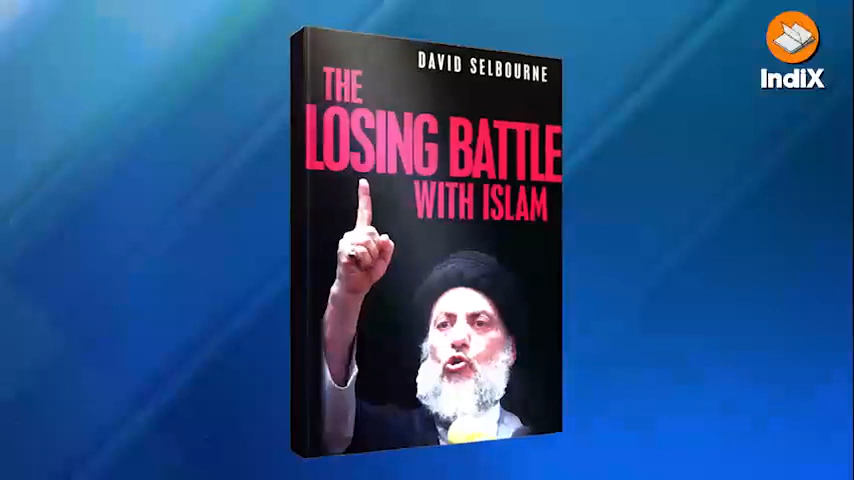 DAVID SELBOURNE
THE
LOSING BATTLE
WITH ISLAM
IndiX